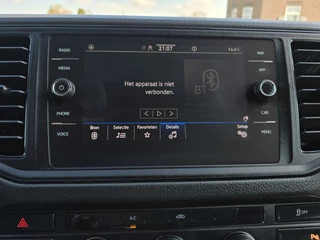 RADIO
MEDIA
PHONE
VOICE
21:07
14.0
Het apparaat is niet
verbonden.
BT
Bron
Selectie
Favorieten
Details
Setup
NAV
APP
CAR
MENU
A/C
OFF